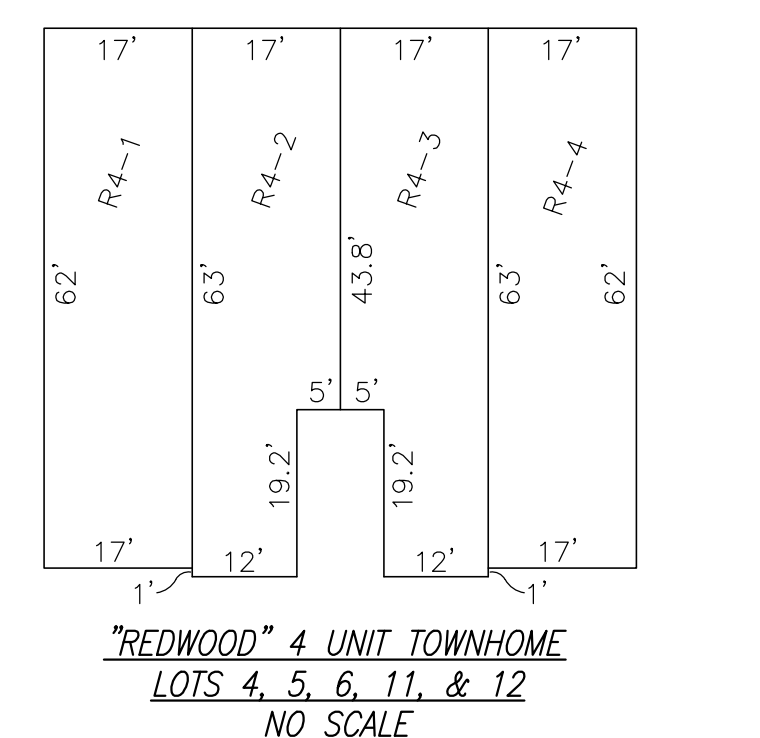 17' 17' 17' 17'
R4-1 R4-2 R4-3 R4-4
62' 63' 43.8' 63' 62'
5' 5'
19.2' 19.2'
17' 12' 12' 17'
1' 1'
"REDWOOD" 4 UNIT TOWNHOME
LOTS 4, 5, 6, 11, & 12
NO SCALE